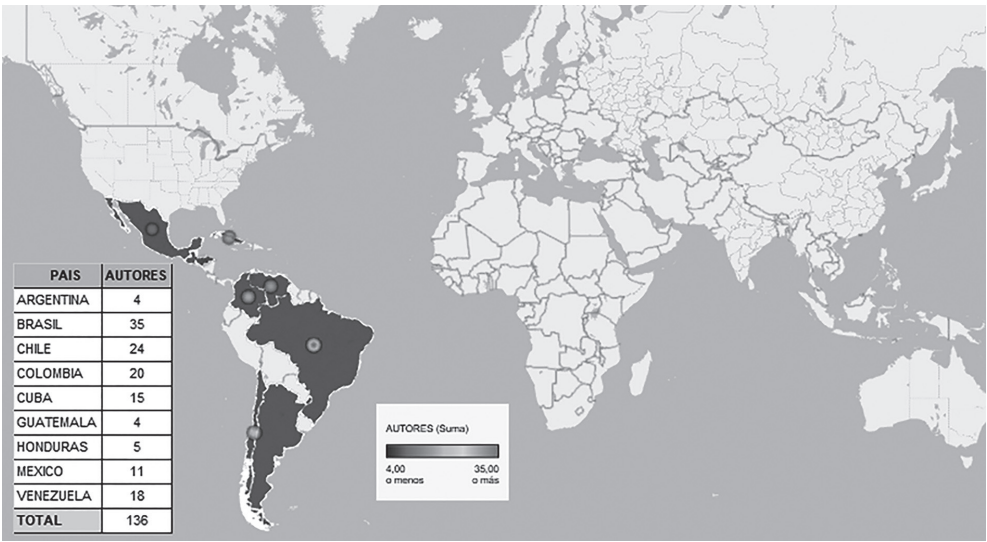 PAIS AUTORES
ARGENTINA 4
BRASIL 35
CHILE 24
COLOMBIA 20
CUBA 15
GUATEMALA 4
HONDURAS 5
MEXICO 11
VENEZUELA 18
TOTAL 136
AUTORES (Suma)
4,00 35,00
o menos o más